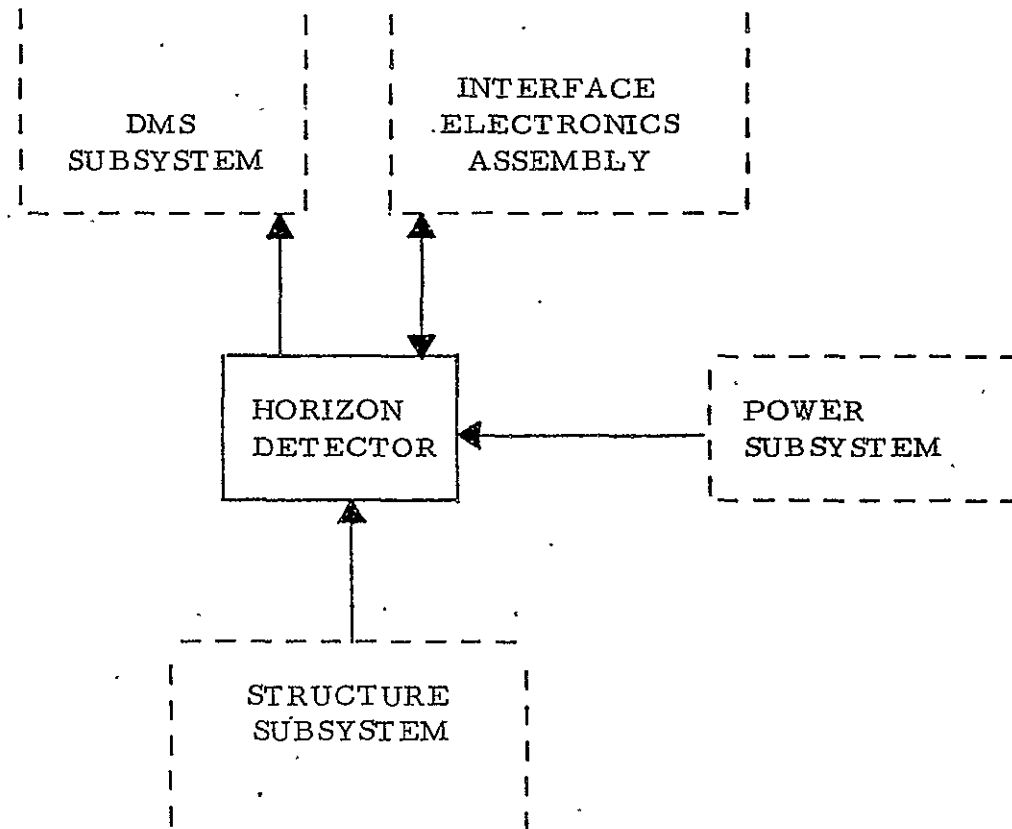 DMS
SUBSYSTEM
INTERFACE
ELECTRONICS
ASSEMBLY
HORIZON
DETECTOR
POWER
SUBSYSTEM
STRUCTURE
SUBSYSTEM